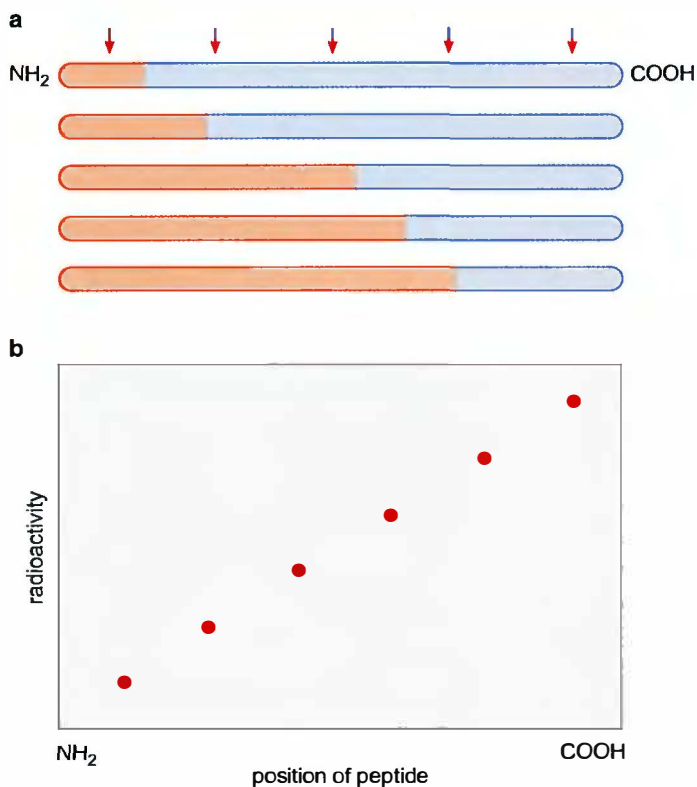 a
NH₂ COOH
b
radioactivity
NH₂ COOH
position of peptide